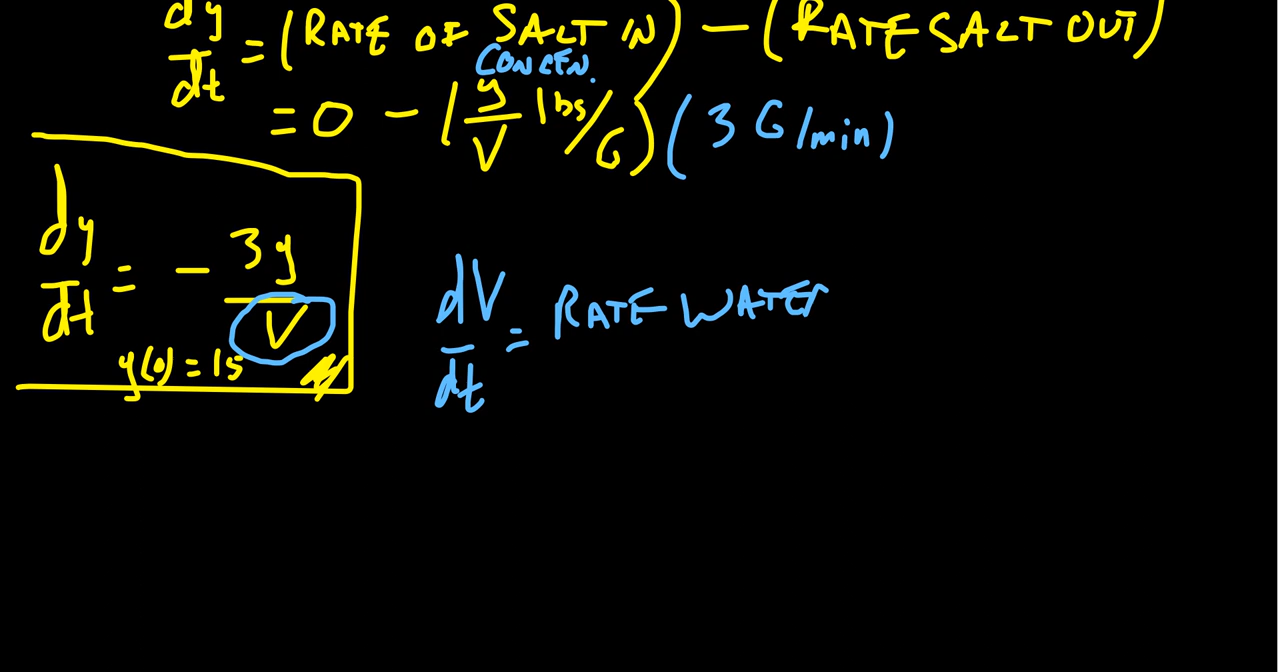 dy/dt = (RATE OF SALT IN) - (RATE SALT OUT)
CONCEN.
= 0 - (y/V lbs/G) (3 G/min)
dy/dt = - 3y/V
y(0) = 15
dV/dt = RATE WATER